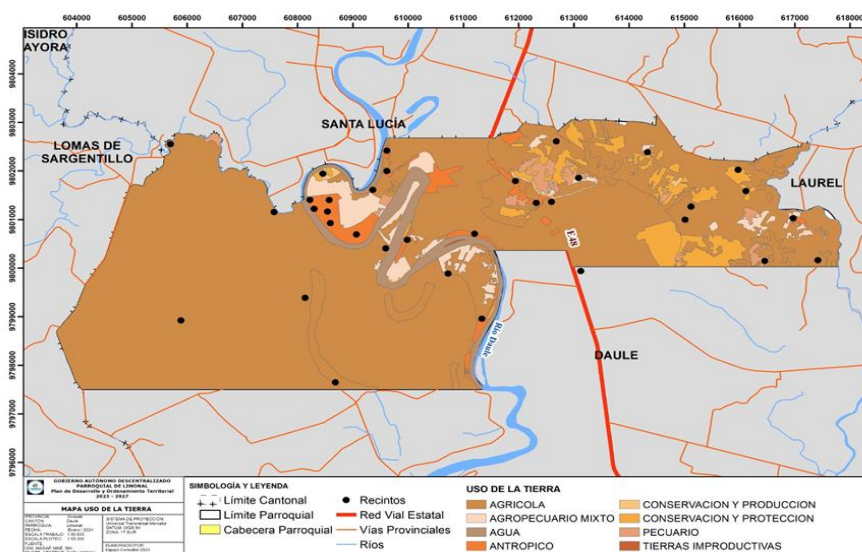 604000 605000 606000 607000 608000 609000 610000 611000 612000 613000 614000 615000 616000 617000 618000
ISIDRO
AYORA
9804000
9803000
SANTA LUCÍA
LOMAS DE
SARGENTILLO
9802000
LAUREL
9801000
E.48
9800000
9799000
Río Daule
DAULE
9798000
9797000
9796000
GOBIERNO AUTÓNOMO DESCENTRALIZADO
PARROQUIAL DE LIMONAL
Plan de Desarrollo y Ordenamiento Territorial
2023 - 2027
MAPA USO DE LA TIERRA
SIMBOLOGÍA Y LEYENDA
Límite Cantonal
Límite Parroquial
Cabecera Parroquial
Recintos
Red Vial Estatal
Vías Provinciales
Ríos
USO DE LA TIERRA
AGRICOLA
AGROPECUARIO MIXTO
AGUA
ANTROPICO
CONSERVACION Y PRODUCCION
CONSERVACION Y PROTECCION
PECUARIO
TIERRAS IMPRODUCTIVAS